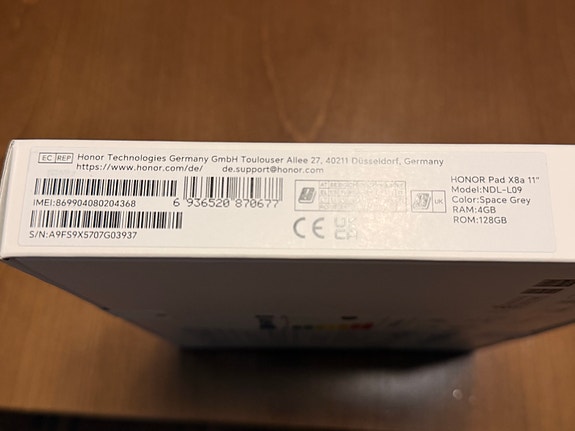 EC REP Honor Technologies Germany GmbH Toulouser Allee 27, 40211 Düsseldorf, Germany
https://www.honor.com/de/ de.support@honor.com
IMEI:869904080204368
6 936520 870677
S/N:A9FS9X5707G03937
UK
CE
UK CA
HONOR Pad X8a 11"
Model:NDL-L09
Color:Space Grey
RAM:4GB
ROM:128GB